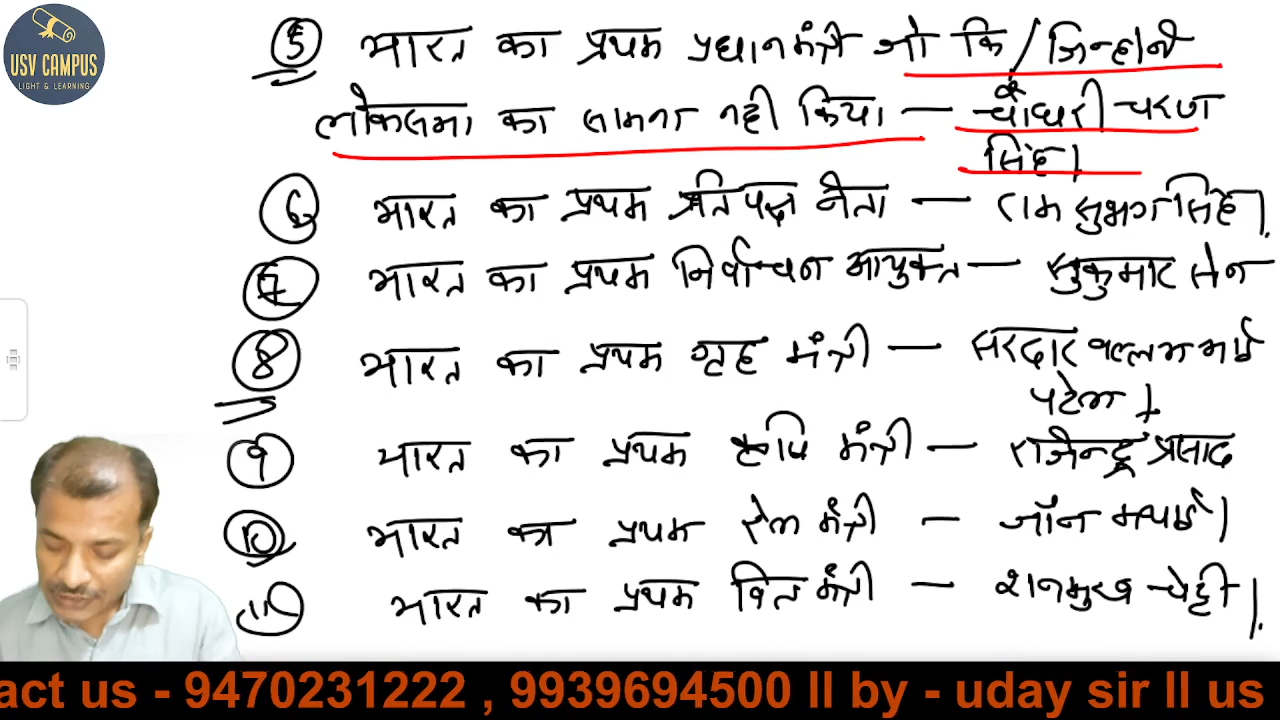 USV CAMPUS
LIGHT & LEARNING
5 भारत का प्रथम प्रधानमंत्री जो कि / जिन्होंने
लोकसभा का सामना नही किया — चौधरी चरण
सिंह।
6 भारत का प्रथम प्रतिपक्ष नेता — राम सुभग सिंह।
7 भारत का प्रथम निर्वाचन आयुक्त — सुकुमार सेन
8 भारत का प्रथम गृह मंत्री — सरदार वल्लभ भाई
पटेल।
9 भारत का प्रथम कृषि मंत्री — राजेन्द्र प्रसाद
10 भारत का प्रथम रेल मंत्री — जॉन मथाई।
11 भारत का प्रथम वित मंत्री — शनमुख चेट्टी।
act us - 9470231222 , 9939694500 ll by - uday sir ll us